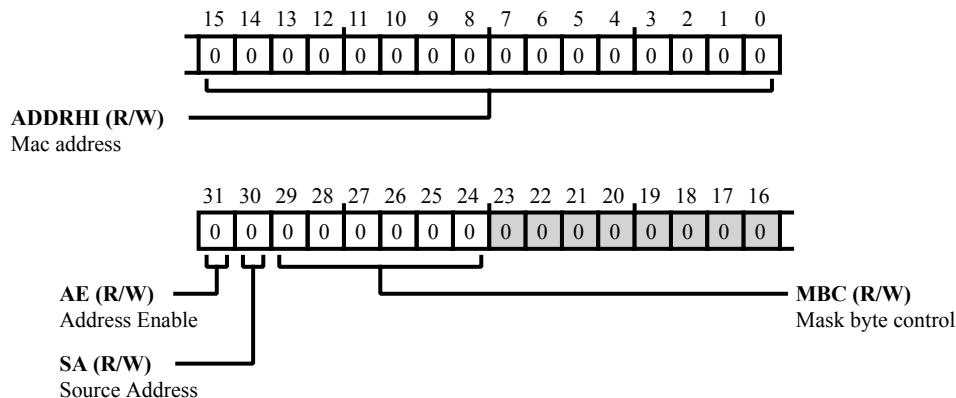 15 14 13 12 11 10 9 8 7 6 5 4 3 2 1 0
0 0 0 0 0 0 0 0 0 0 0 0 0 0 0 0
ADDRHI (R/W)
Mac address
31 30 29 28 27 26 25 24 23 22 21 20 19 18 17 16
0 0 0 0 0 0 0 0 0 0 0 0 0 0 0 0
AE (R/W)
Address Enable
MBC (R/W)
Mask byte control
SA (R/W)
Source Address